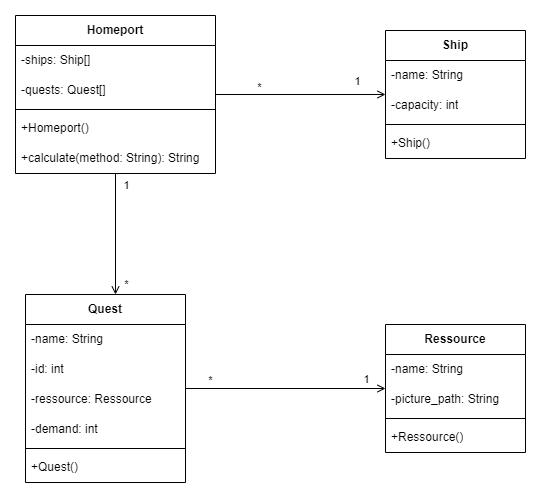 Homeport
-ships: Ship[]
-quests: Quest[]
+Homeport()
+calculate(method: String): String
*
1
Ship
-name: String
-capacity: int
+Ship()
1
*
Quest
-name: String
-id: int
-ressource: Ressource
-demand: int
+Quest()
*
1
Ressource
-name: String
-picture_path: String
+Ressource()